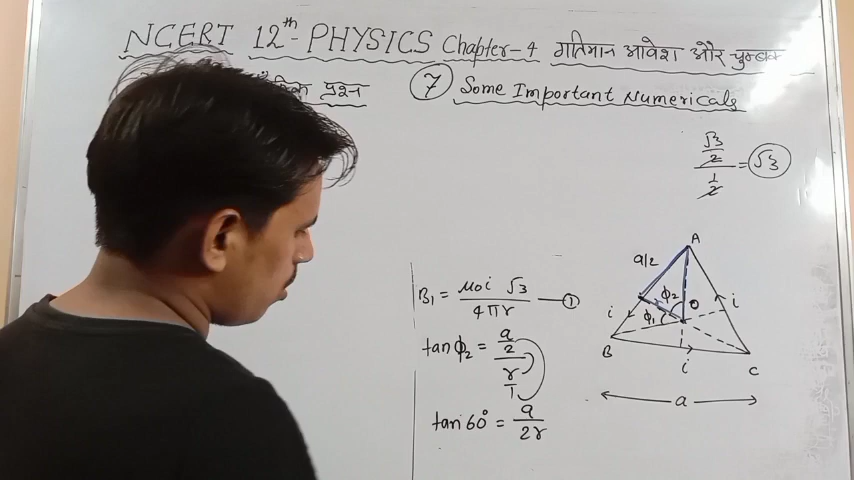 NCERT 12th PHYSICS Chapter-4 गतिमान आवेश और चुम्बक
प्रश्न
7 Some Important Numericals
√3/2 / 1/2 = √3
B₁ = μ₀i √3 / 4πr — ①
tan ϕ₂ = a/2 / r/1
tan 60° = a / 2r
A
a/2
ϕ₂
O
i
ϕ₁
i
B
i
C
a